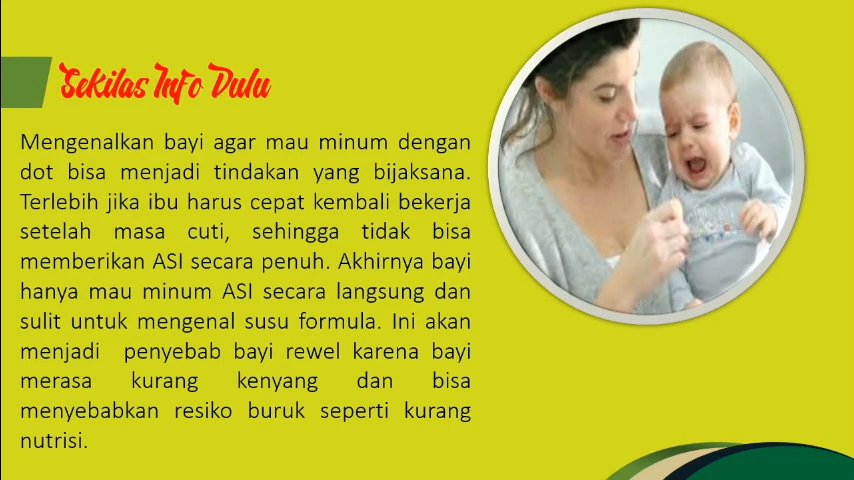 Sekilas Info Dulu
Mengenalkan bayi agar mau minum dengan
dot bisa menjadi tindakan yang bijaksana.
Terlebih jika ibu harus cepat kembali bekerja
setelah masa cuti, sehingga tidak bisa
memberikan ASI secara penuh. Akhirnya bayi
hanya mau minum ASI secara langsung dan
sulit untuk mengenal susu formula. Ini akan
menjadi penyebab bayi rewel karena bayi
merasa kurang kenyang dan bisa
menyebabkan resiko buruk seperti kurang
nutrisi.